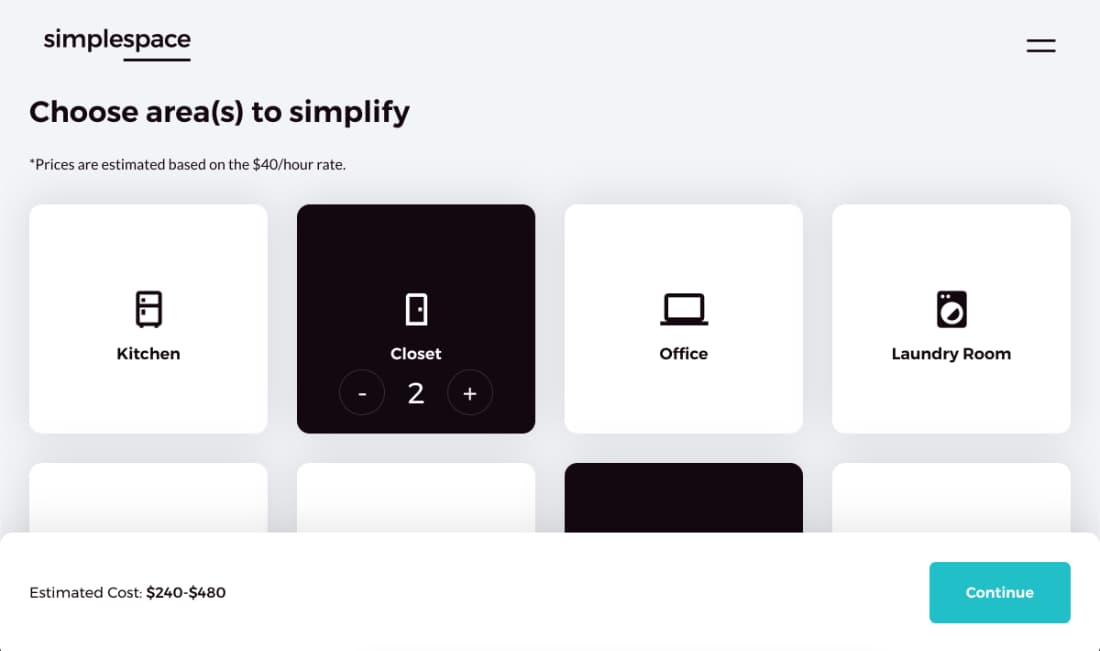 simplespace
Choose area(s) to simplify
*Prices are estimated based on the $40/hour rate.
Kitchen
Closet
- 2 +
Office
Laundry Room
Estimated Cost: $240-$480
Continue